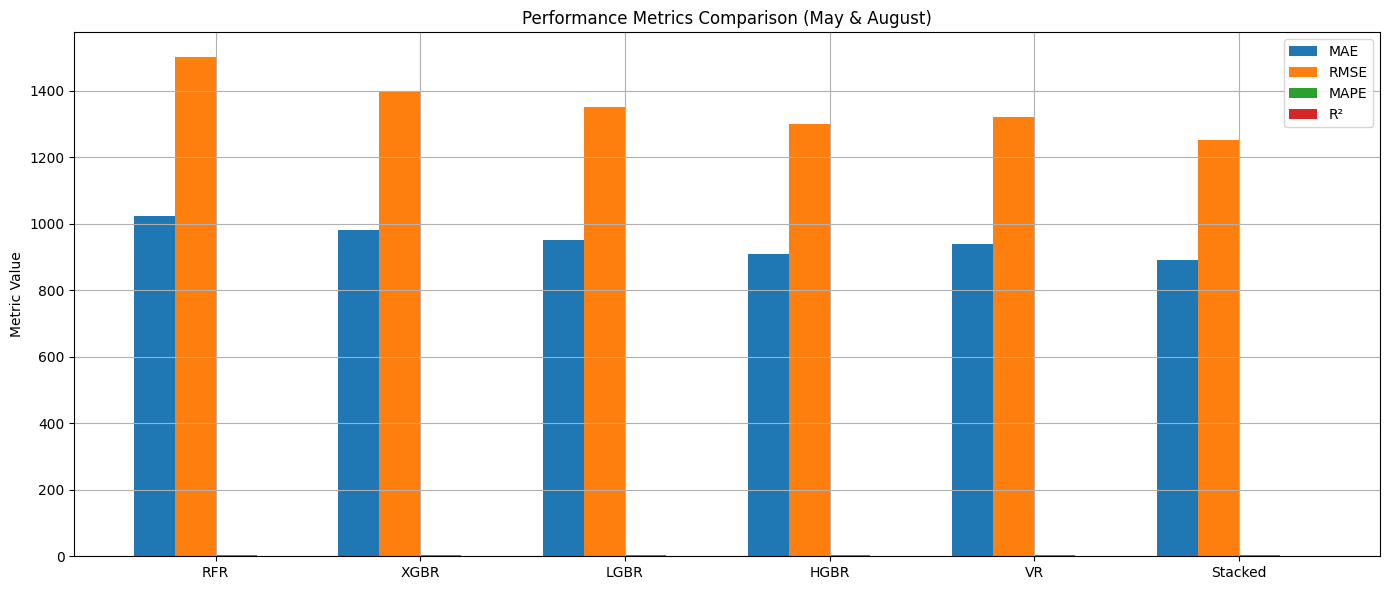 Performance Metrics Comparison (May & August)
MAE
RMSE
MAPE
R²
Metric Value
1400
1200
1000
800
600
400
200
0
RFR XGBR LGBR HGBR VR Stacked